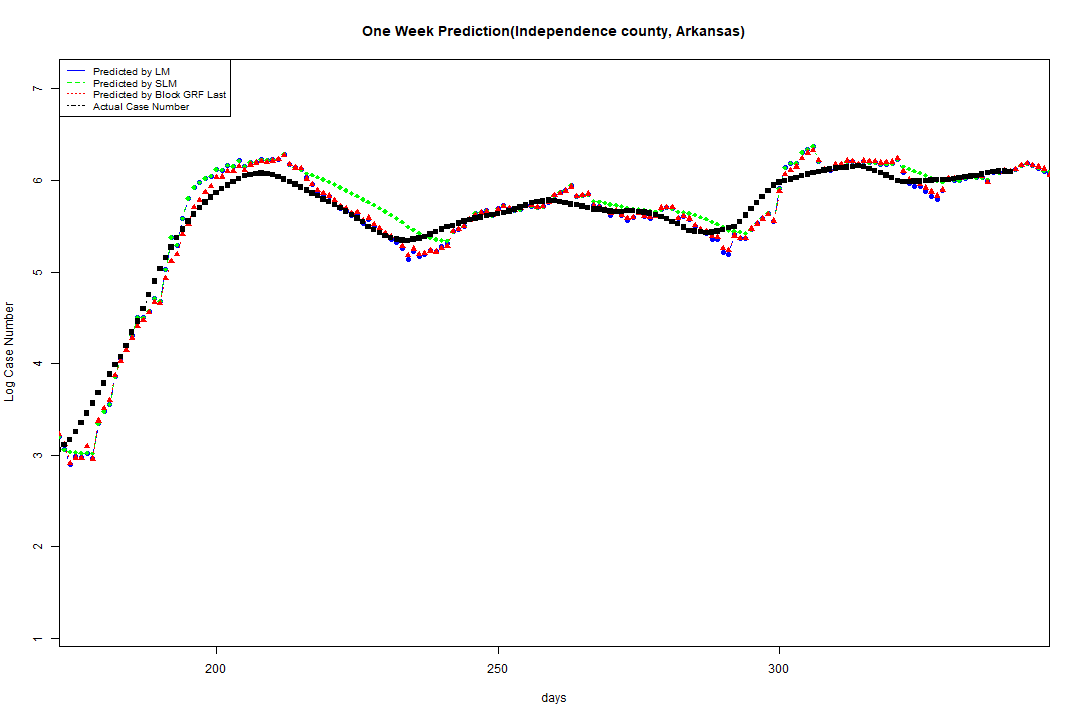 One Week Prediction(Independence county, Arkansas)
Predicted by LM
Predicted by SLM
Predicted by Block GRF Last
Actual Case Number
7
6
5
4
3
2
1
Log Case Number
200 250 300
days